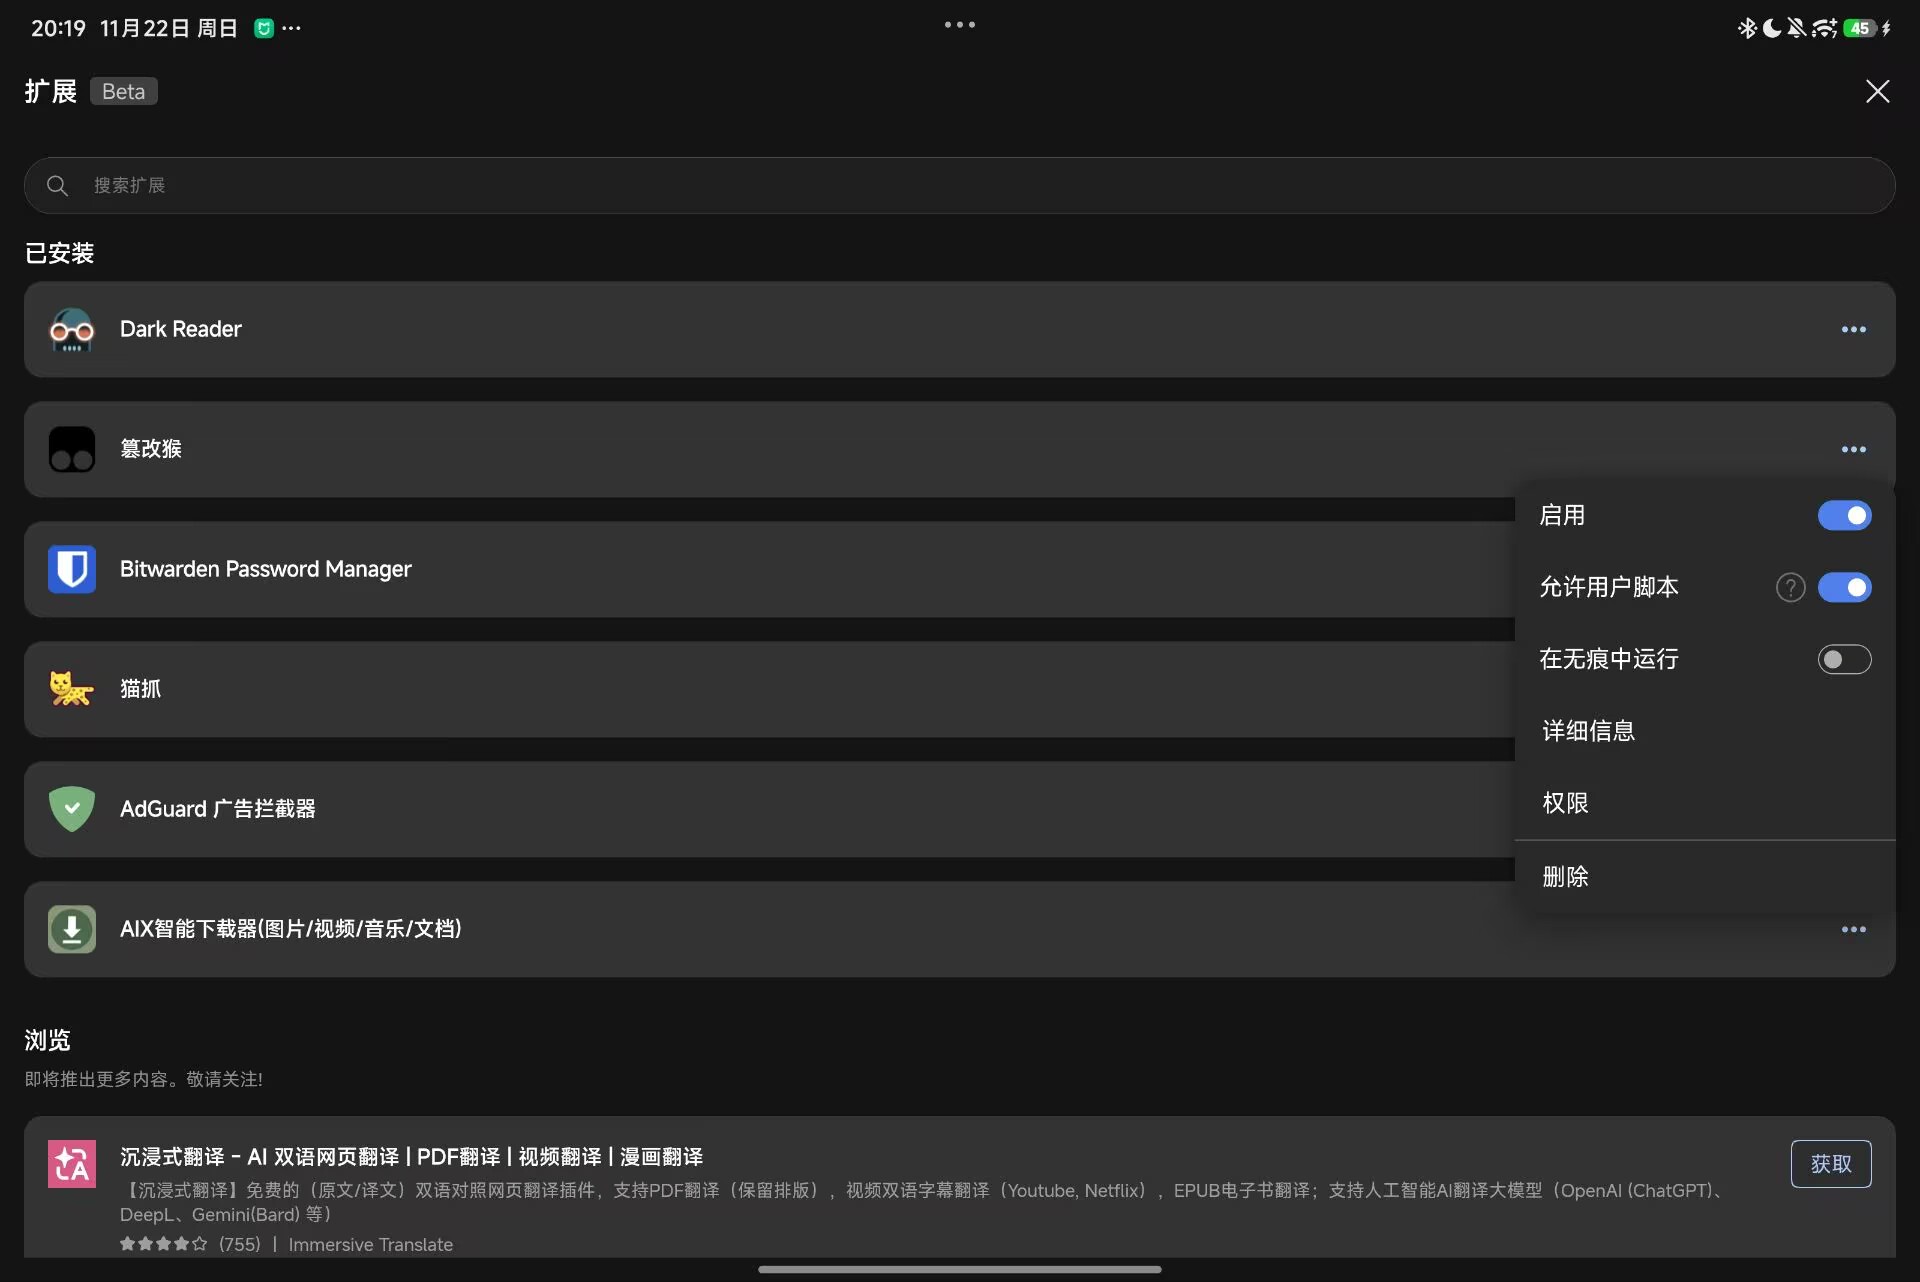 20:19 11月22日 周日
45
扩展 Beta
搜索扩展
已安装
Dark Reader
篡改猴
启用
Bitwarden Password Manager
允许用户脚本
在无痕中运行
猫抓
详细信息
权限
AdGuard 广告拦截器
删除
AIX智能下载器(图片/视频/音乐/文档)
浏览
即将推出更多内容。敬请关注!
沉浸式翻译 - AI 双语网页翻译 | PDF翻译 | 视频翻译 | 漫画翻译
获取
【沉浸式翻译】免费的（原文/译文）双语对照网页翻译插件，支持PDF翻译（保留排版），视频双语字幕翻译（Youtube, Netflix），EPUB电子书翻译；支持人工智能AI翻译大模型（OpenAI (ChatGPT)、
DeepL、Gemini(Bard) 等）
(755) | Immersive Translate